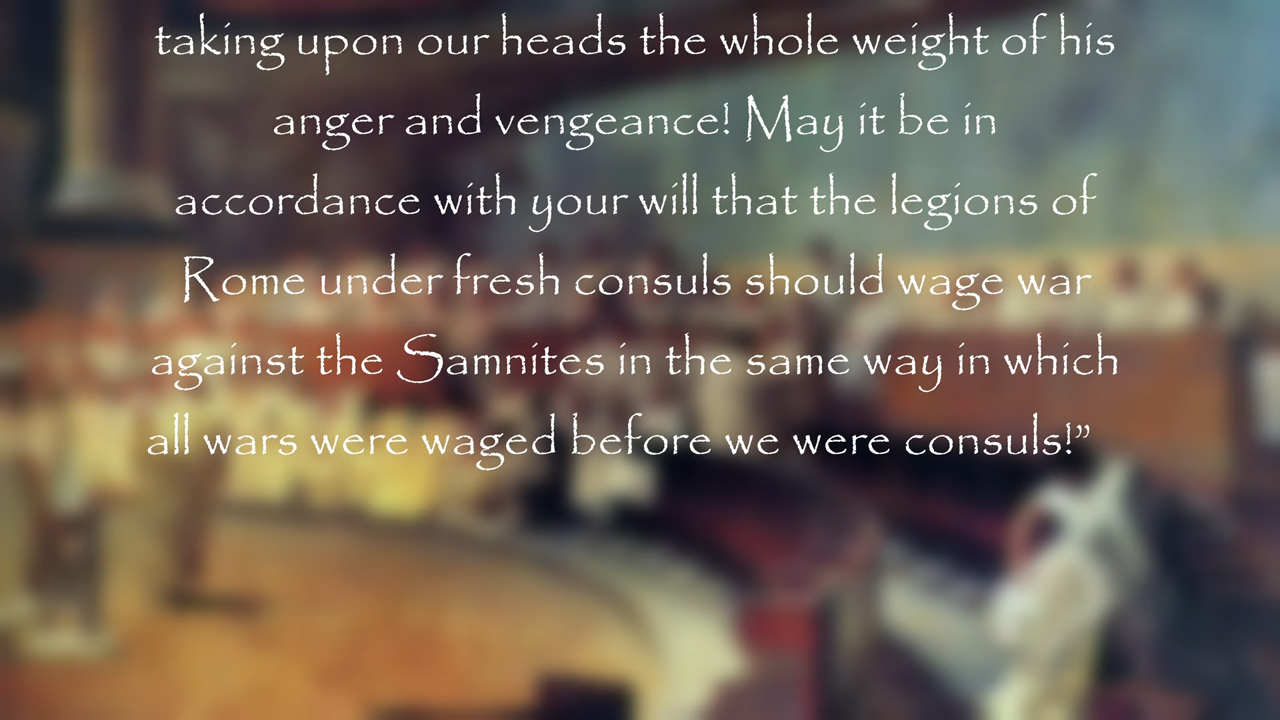 taking upon our heads the whole weight of his
anger and vengeance! May it be in
accordance with your will that the legions of
Rome under fresh consuls should wage war
against the Samnites in the same way in which
all wars were waged before we were consuls!”